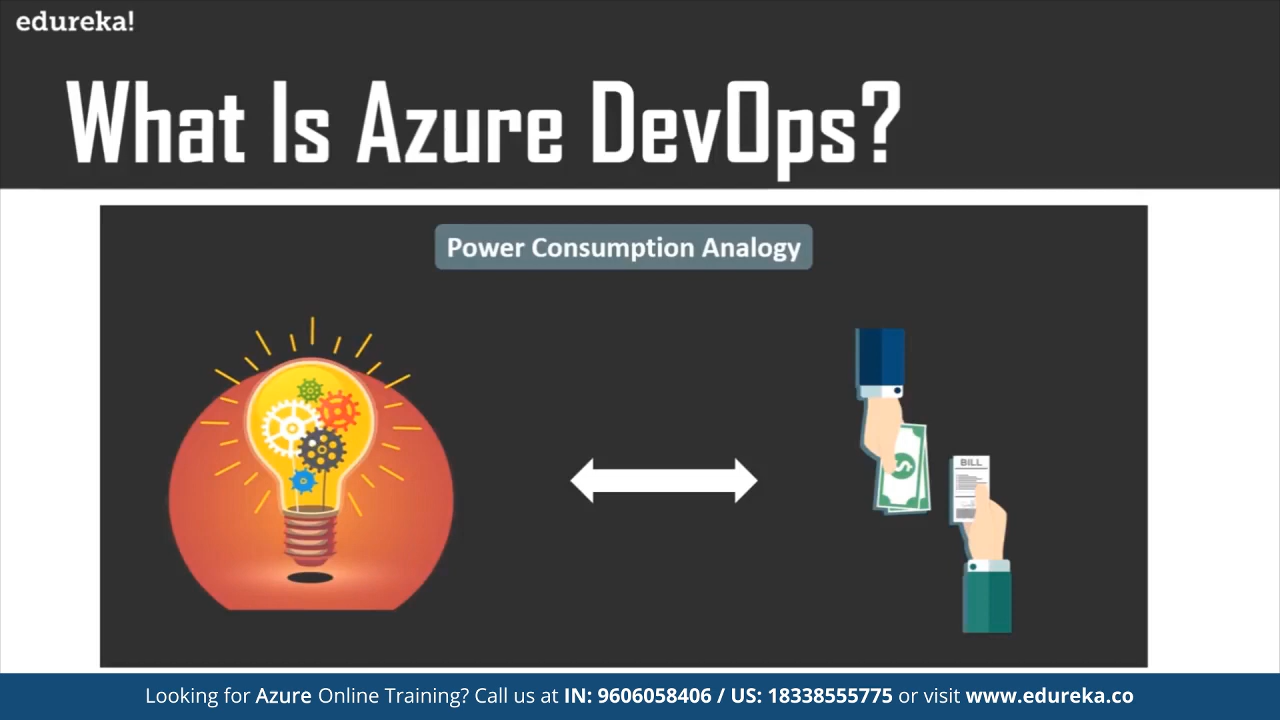 edureka!
What Is Azure DevOps?
Power Consumption Analogy
BILL
Looking for Azure Online Training? Call us at IN: 9606058406 / US: 18338555775 or visit www.edureka.co